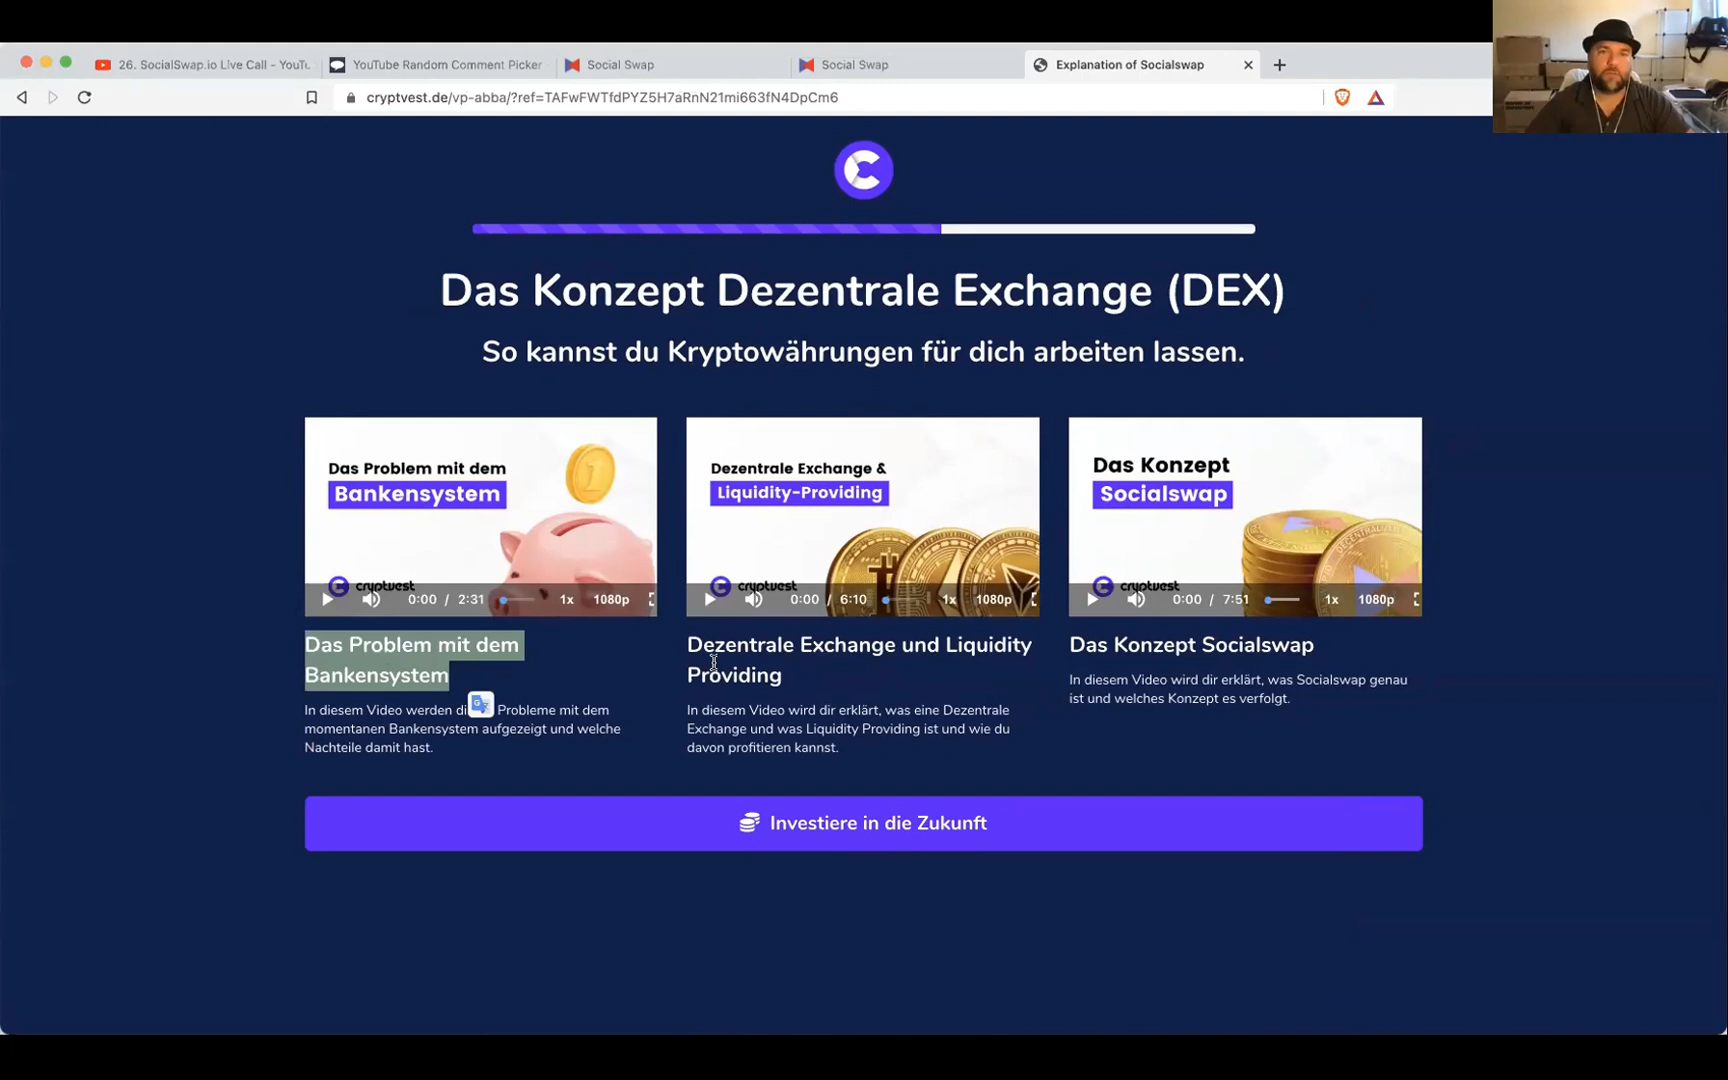 26. SocialSwap.io Live Call - YouTu
YouTube Random Comment Picker
Social Swap
Social Swap
Explanation of Socialswap
cryptvest.de/vp-abba/?ref=TAFwFWTfdPYZ5H7aRnN21mi663fN4DpCm6
Das Konzept Dezentrale Exchange (DEX)
So kannst du Kryptowährungen für dich arbeiten lassen.
Das Problem mit dem
Bankensystem
cryptvest
0:00 / 2:31 1x 1080p
Das Problem mit dem
Bankensystem
In diesem Video werden di Probleme mit dem
momentanen Bankensystem aufgezeigt und welche
Nachteile damit hast.
Dezentrale Exchange &
Liquidity-Providing
cryptvest
0:00 / 6:10 1x 1080p
Dezentrale Exchange und Liquidity
Providing
In diesem Video wird dir erklärt, was eine Dezentrale
Exchange und was Liquidity Providing ist und wie du
davon profitieren kannst.
Das Konzept
Socialswap
cryptvest
0:00 / 7:51 1x 1080p
Das Konzept Socialswap
In diesem Video wird dir erklärt, was Socialswap genau
ist und welches Konzept es verfolgt.
Investiere in die Zukunft